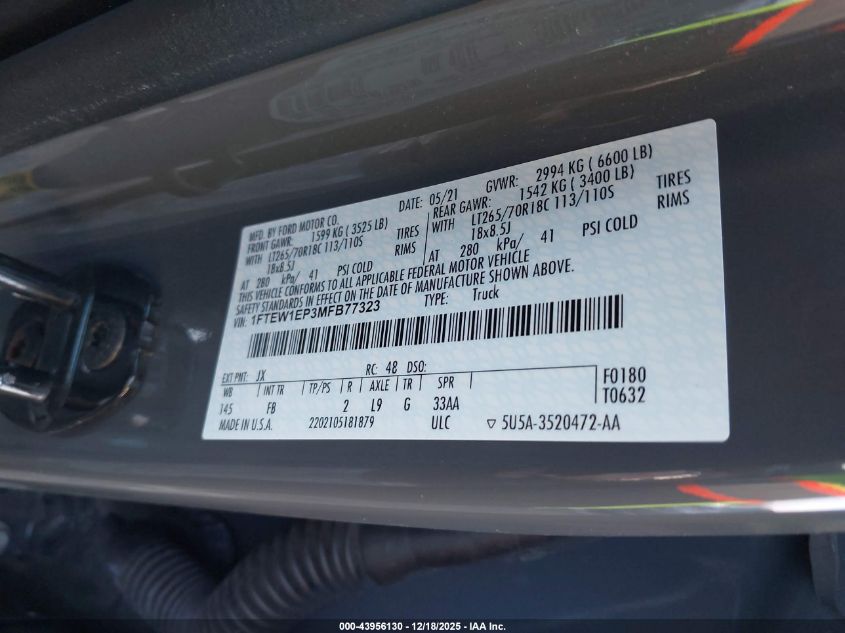 MFD. BY FORD MOTOR CO. DATE: 05/21 GVWR: 2994 KG ( 6600 LB)
FRONT GAWR: 1599 KG ( 3525 LB) REAR GAWR: 1542 KG ( 3400 LB)
WITH LT265/70R18C 113/110S TIRES WITH LT265/70R18C 113/110S TIRES
18x8.5J RIMS 18x8.5J RIMS
AT 280 kPa/ 41 PSI COLD AT 280 kPa/ 41 PSI COLD
THIS VEHICLE CONFORMS TO ALL APPLICABLE FEDERAL MOTOR VEHICLE
SAFETY STANDARDS IN EFFECT ON THE DATE OF MANUFACTURE SHOWN ABOVE.
VIN: 1FTEW1EP3MFB77323 TYPE: Truck
EXT PNT: JX RC: 48 DSO:
WB INT TR TP/PS R AXLE TR SPR F0180
145 FB 2 L9 G 33AA T0632
MADE IN U.S.A. 2202105181879 ULC ▽ 5U5A-3520472-AA
000-43956130 - 12/18/2025 - IAA Inc.